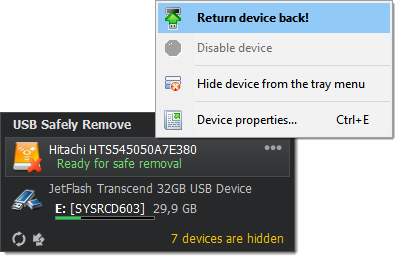 Return device back!
Disable device
Hide device from the tray menu
Device properties... Ctrl+E
USB Safely Remove
Hitachi HTS545050A7E380
Ready for safe removal
JetFlash Transcend 32GB USB Device
E: [SYSRCD603] 29,9 GB
7 devices are hidden